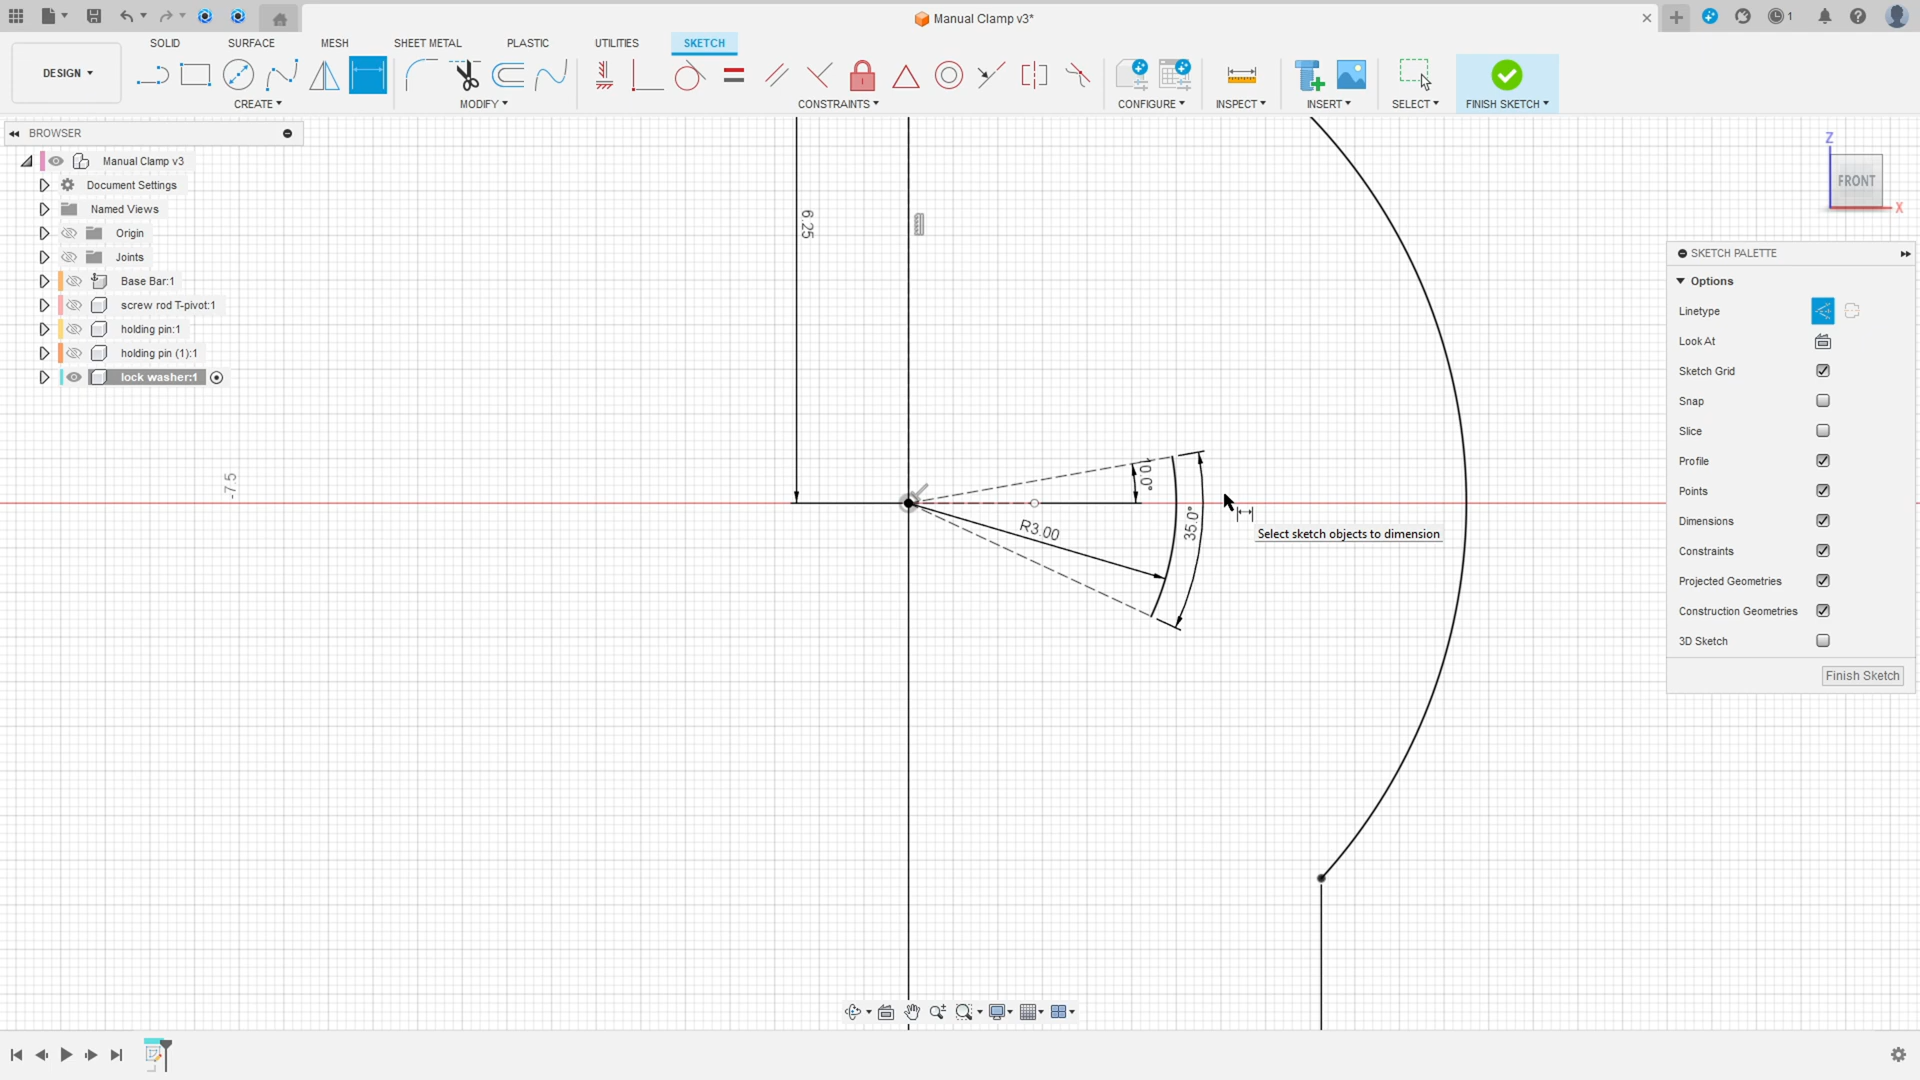 Manual Clamp v3*
1
SOLID
SURFACE
MESH
SHEET METAL
PLASTIC
UTILITIES
SKETCH
DESIGN
CREATE
MODIFY
CONSTRAINTS
CONFIGURE
INSPECT
INSERT
SELECT
FINISH SKETCH
BROWSER
Manual Clamp v3
Document Settings
Named Views
Origin
Joints
Base Bar:1
screw rod T-pivot:1
holding pin:1
holding pin (1):1
lock washer:1
Z
FRONT
X
6.25
-7.5
10.0°
R3.00
35.0°
Select sketch objects to dimension
SKETCH PALETTE
Options
Linetype
Look At
Sketch Grid
Snap
Slice
Profile
Points
Dimensions
Constraints
Projected Geometries
Construction Geometries
3D Sketch
Finish Sketch